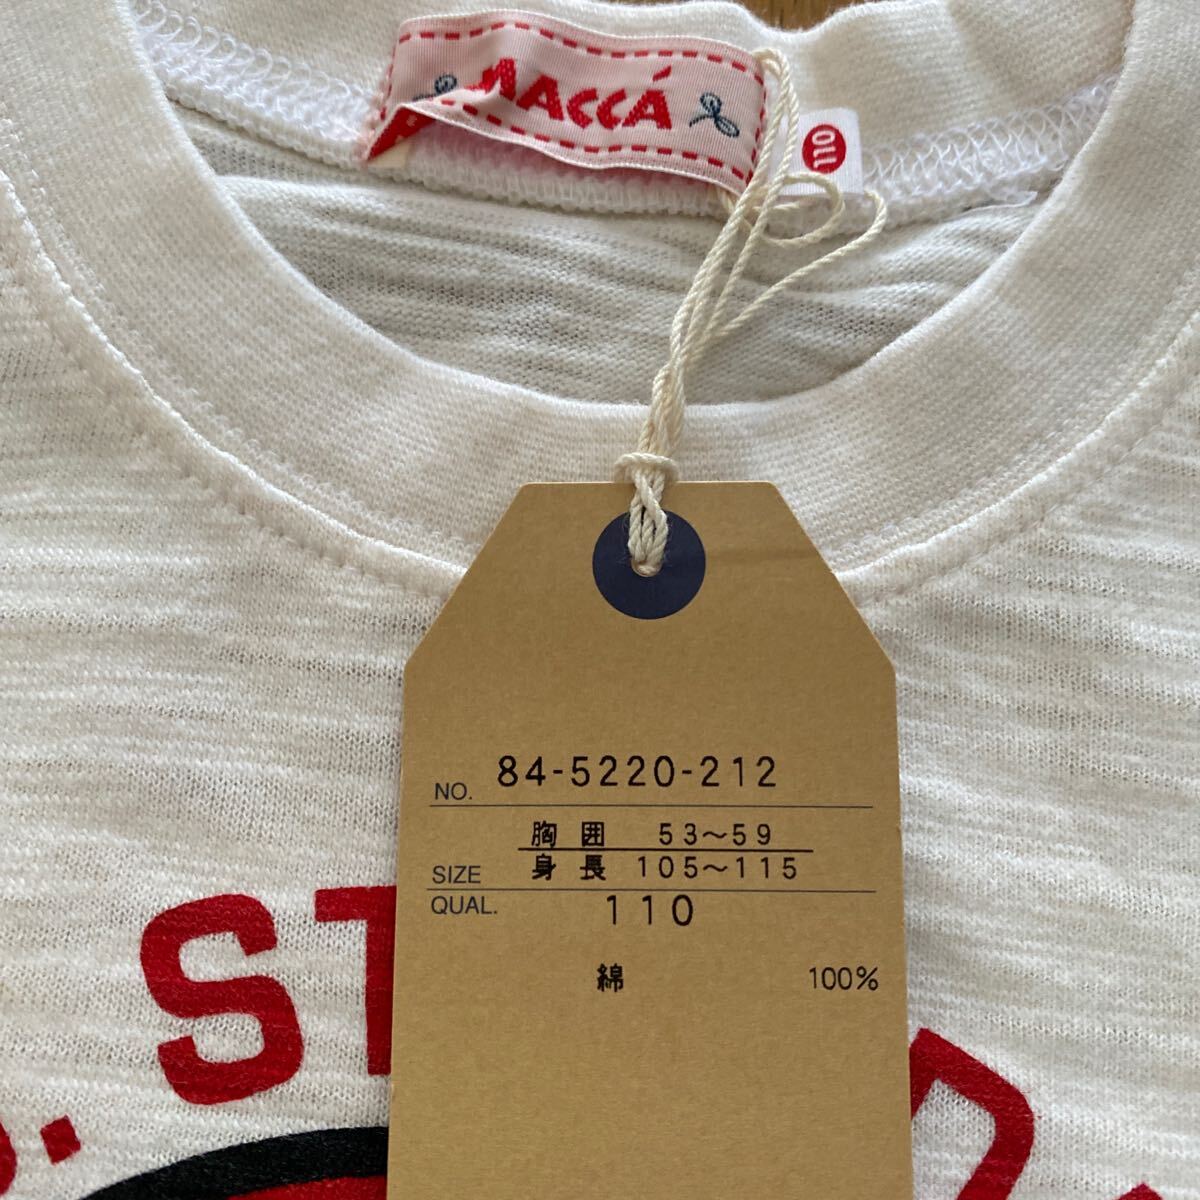 MACCÁ
110
NO. 84-5220-212
胸囲 53～59
SIZE 身長 105～115
QUAL. 110
綿 100%
ST